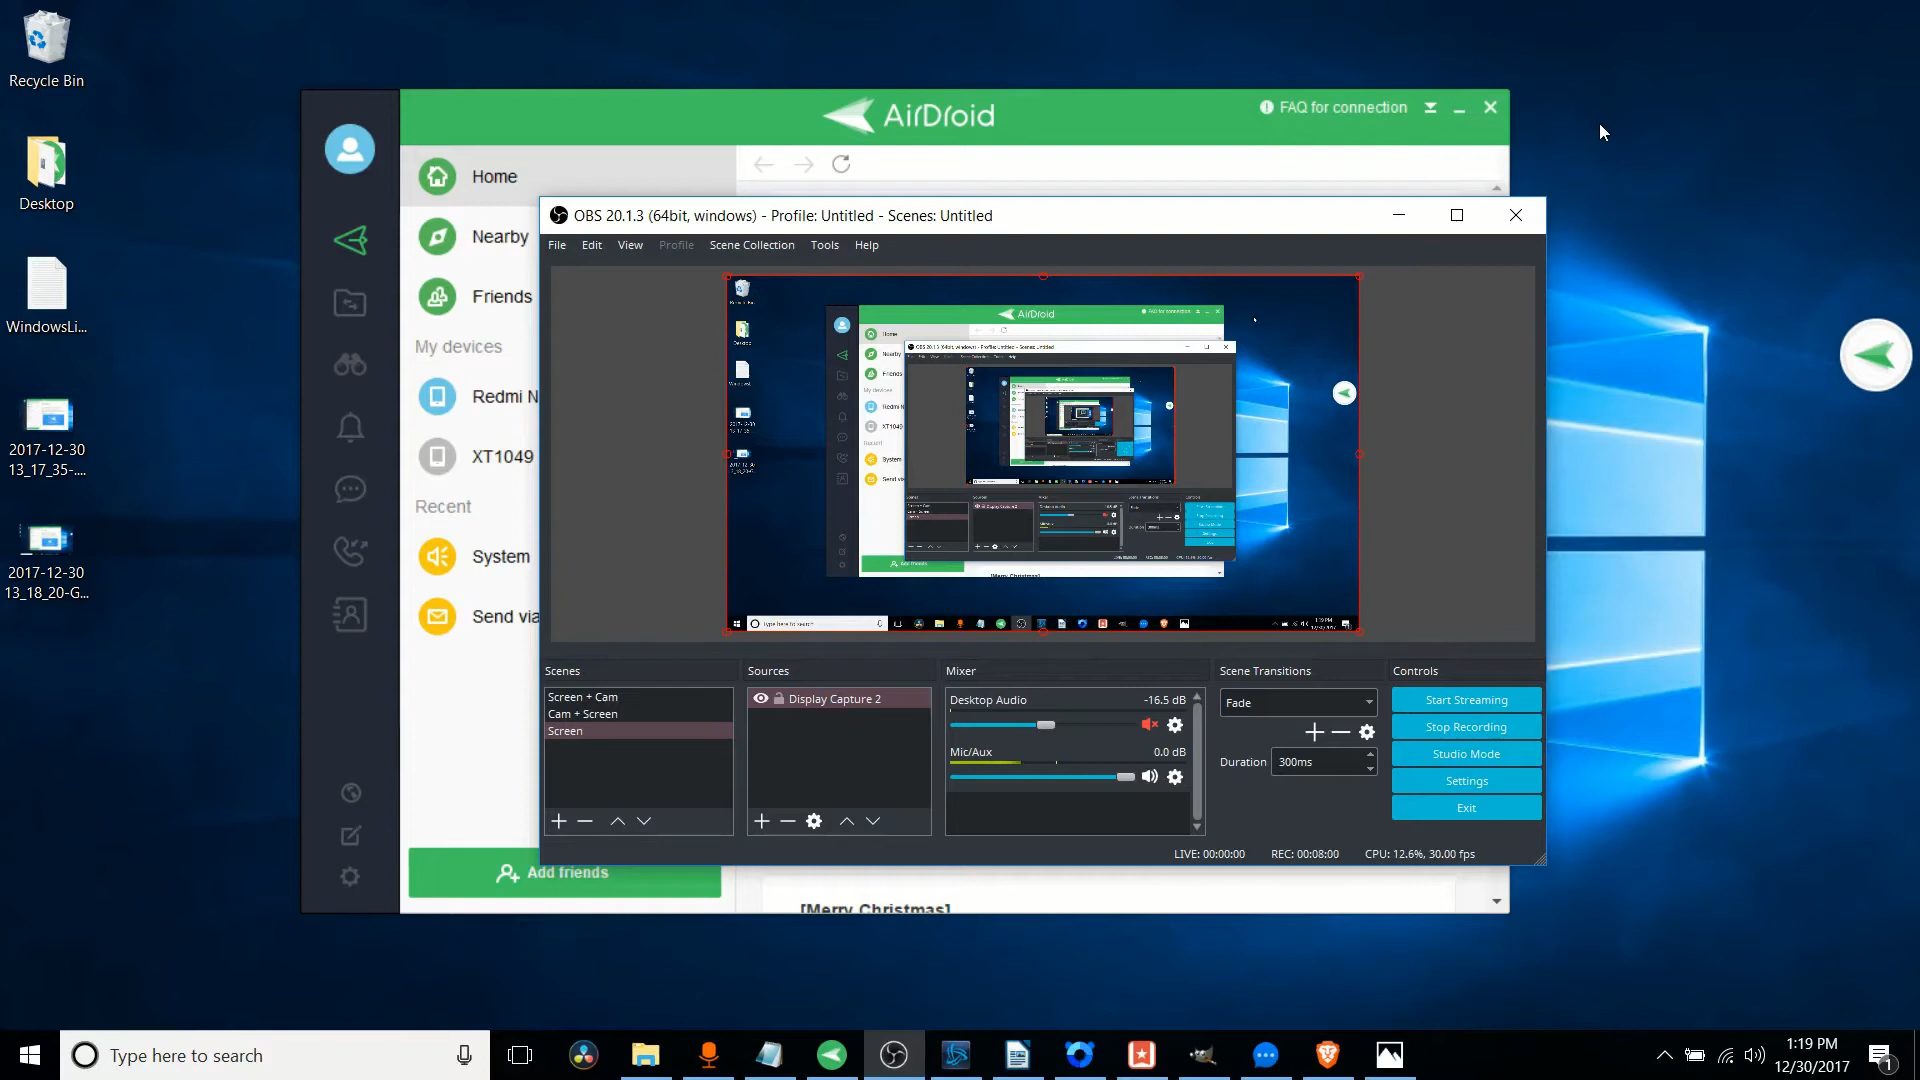 Recycle Bin
Desktop
WindowsLi...
2017-12-30
13_17_35-....
2017-12-30
13_18_20-G...
AirDroid
FAQ for connection
Home
Nearby
Friends
My devices
Redmi N
XT1049
Recent
System
Send via
Add friends
[Merry Christmas]
OBS 20.1.3 (64bit, windows) - Profile: Untitled - Scenes: Untitled
File Edit View Profile Scene Collection Tools Help
Scenes
Screen + Cam
Cam + Screen
Screen
Sources
Display Capture 2
Mixer
Desktop Audio -16.5 dB
Mic/Aux 0.0 dB
Scene Transitions
Fade
Duration 300ms
Controls
Start Streaming
Stop Recording
Studio Mode
Settings
Exit
LIVE: 00:00:00 REC: 00:08:00 CPU: 12.6%, 30.00 fps
Type here to search
1:19 PM
12/30/2017
1